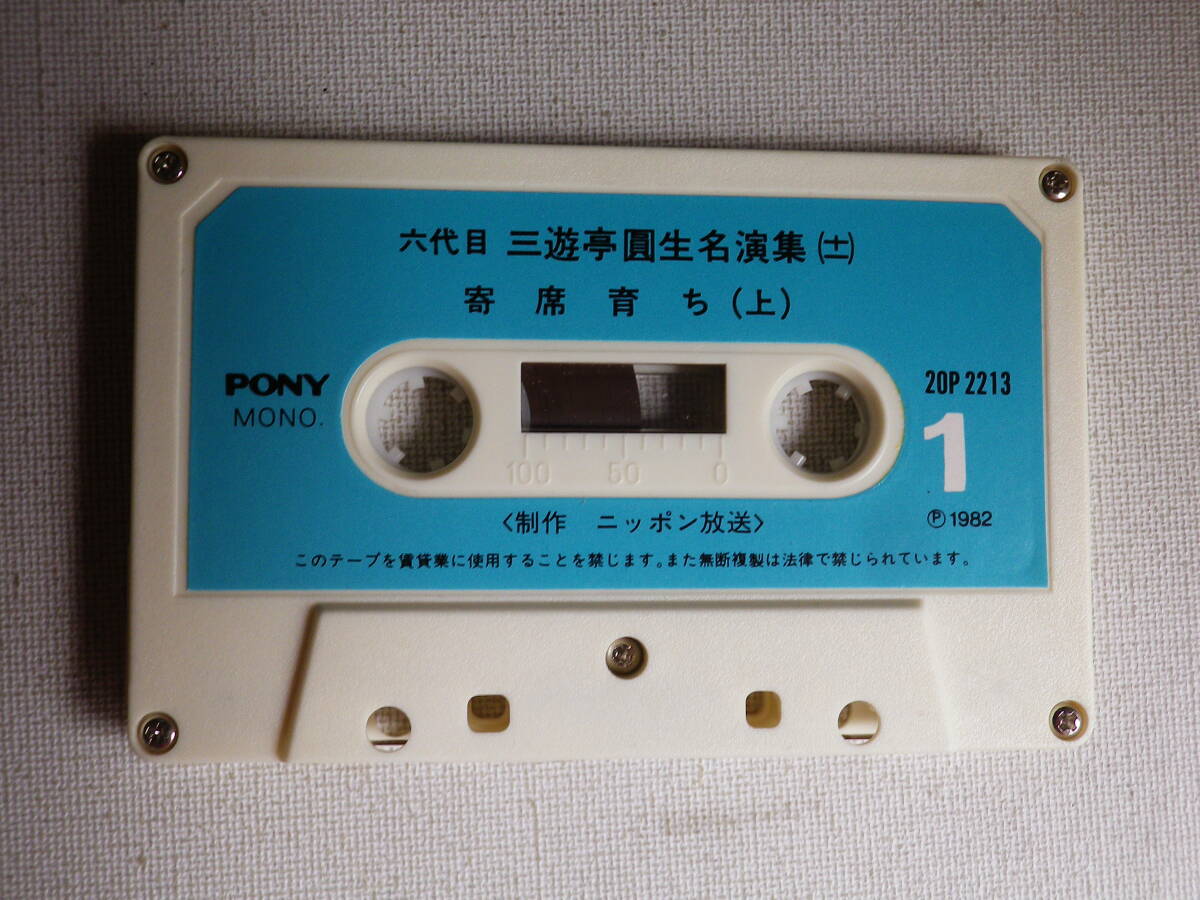 六代目 三遊亭圓生名演集(十一)
寄席育ち(上)
PONY
MONO.
20P 2213
1
100 50 0
Ⓟ1982
〈制作 ニッポン放送〉
このテープを賃貸業に使用することを禁じます。また無断複製は法律で禁じられています。